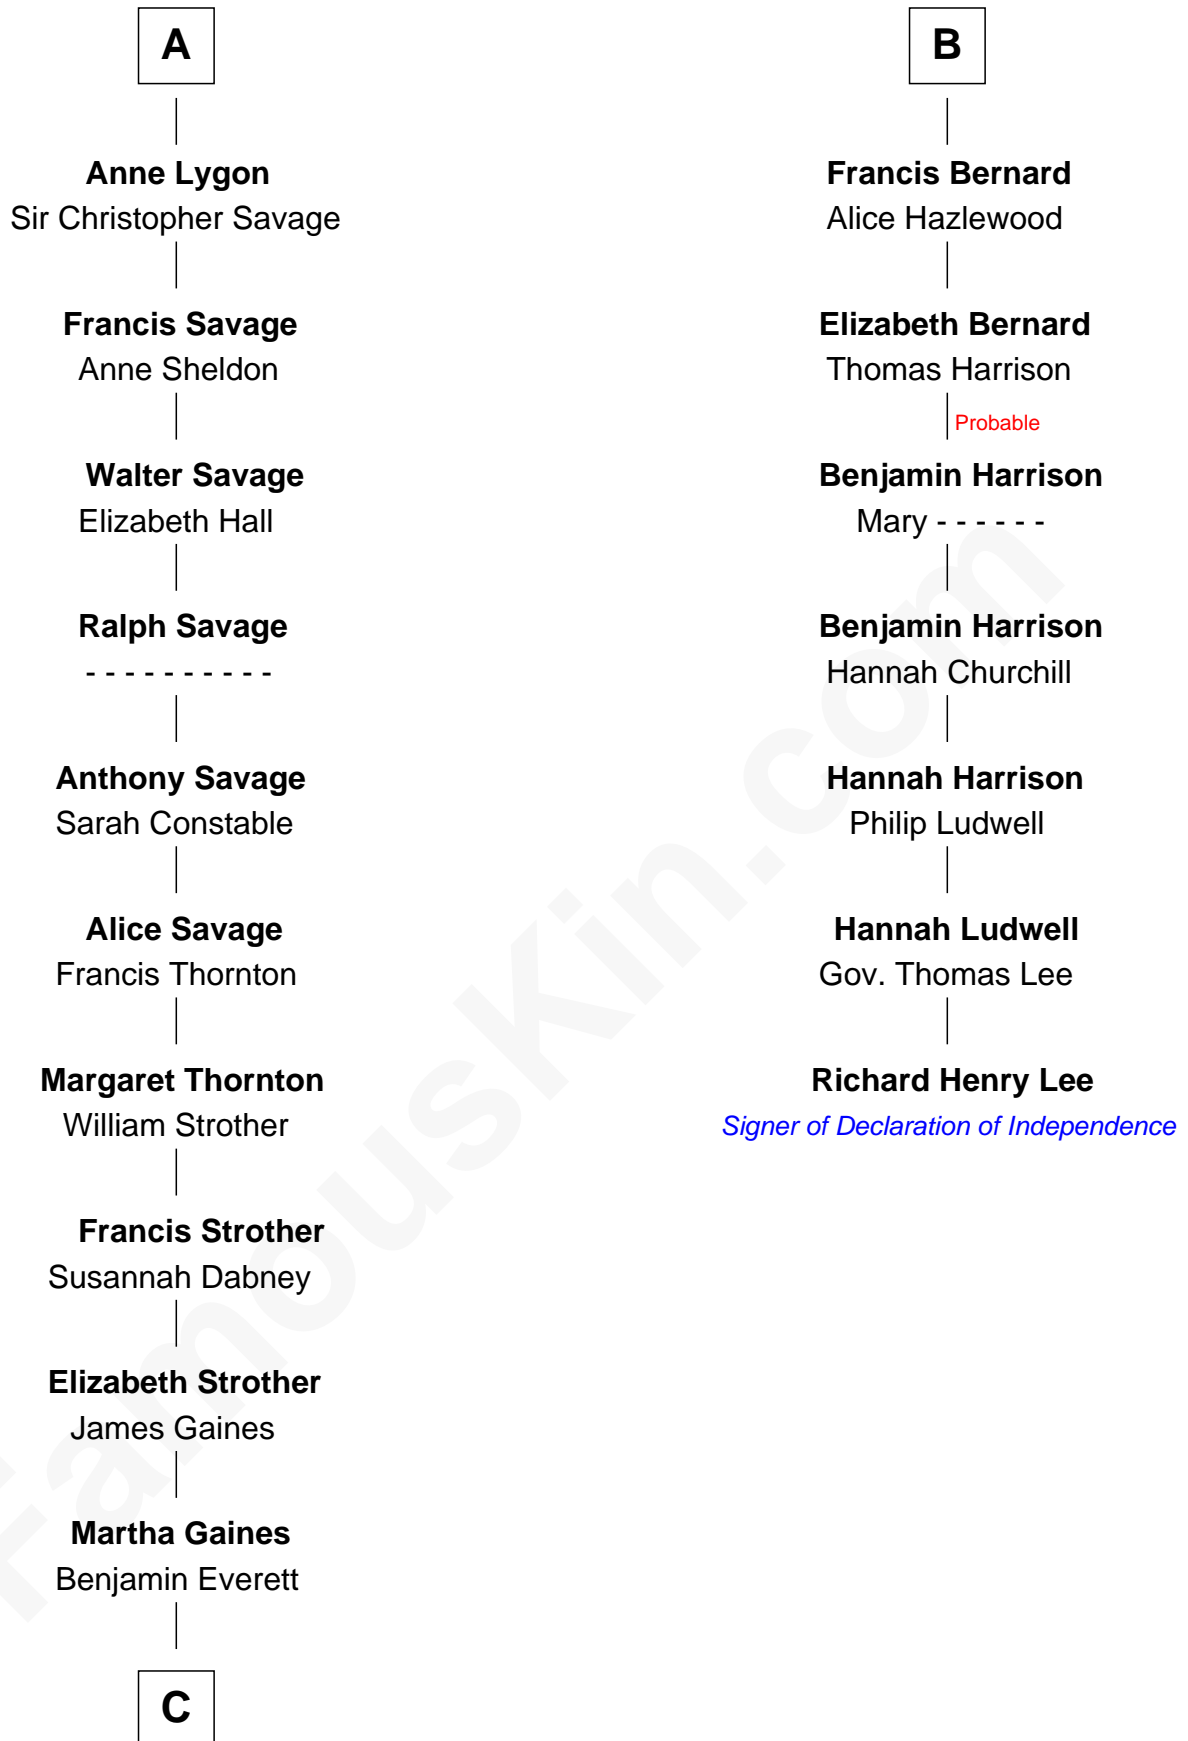 A
Anne Lygon
Sir Christopher Savage
Francis Savage
Anne Sheldon
Walter Savage
Elizabeth Hall
Ralph Savage
- - - - - - - - - -
Anthony Savage
Sarah Constable
Alice Savage
Francis Thornton
Margaret Thornton
William Strother
Francis Strother
Susannah Dabney
Elizabeth Strother
James Gaines
Martha Gaines
Benjamin Everett
C
B
Francis Bernard
Alice Hazlewood
Elizabeth Bernard
Thomas Harrison
Probable
Benjamin Harrison
Mary - - - - - -
Benjamin Harrison
Hannah Churchill
Hannah Harrison
Philip Ludwell
Hannah Ludwell
Gov. Thomas Lee
Richard Henry Lee
Signer of Declaration of Independence
FamousKin.com